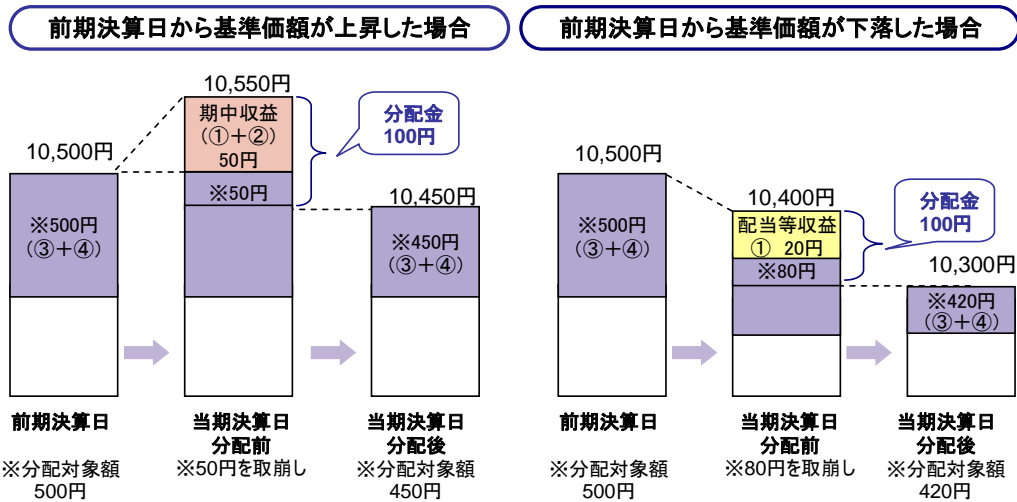 前期決算日から基準価額が上昇した場合
10,550円
期中収益
(①+②)
50円
分配金
100円
10,500円
※50円
10,450円
※500円
(③+④)
※450円
(③+④)
前期決算日
当期決算日
分配前
当期決算日
分配後
※分配対象額
500円
※50円を取崩し
※分配対象額
450円
前期決算日から基準価額が下落した場合
10,500円
10,400円
分配金
100円
配当等収益
① 20円
※500円
(③+④)
※80円
10,300円
※420円
(③+④)
前期決算日
当期決算日
分配前
当期決算日
分配後
※分配対象額
500円
※80円を取崩し
※分配対象額
420円